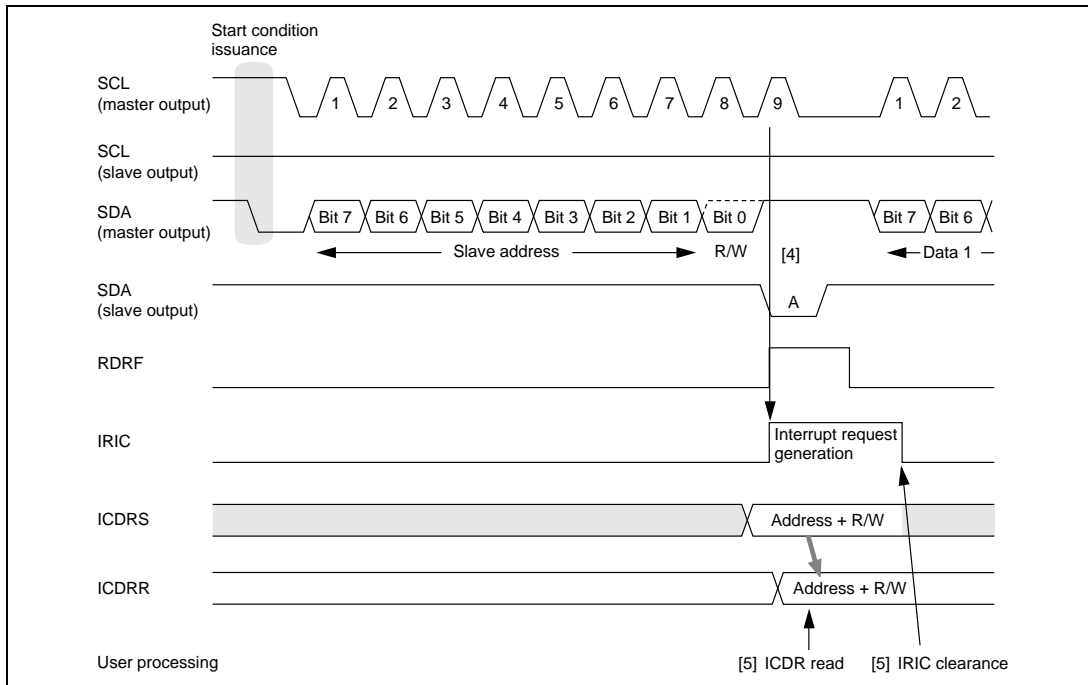 Start condition
issuance
SCL
(master output)
1 2 3 4 5 6 7 8 9 1 2
SCL
(slave output)
SDA
(master output)
Bit 7 Bit 6 Bit 5 Bit 4 Bit 3 Bit 2 Bit 1 Bit 0 Bit 7 Bit 6
Slave address R/W [4] Data 1
SDA
(slave output)
A
RDRF
IRIC
Interrupt request
generation
ICDRS
Address + R/W
ICDRR
Address + R/W
User processing
[5] ICDR read
[5] IRIC clearance